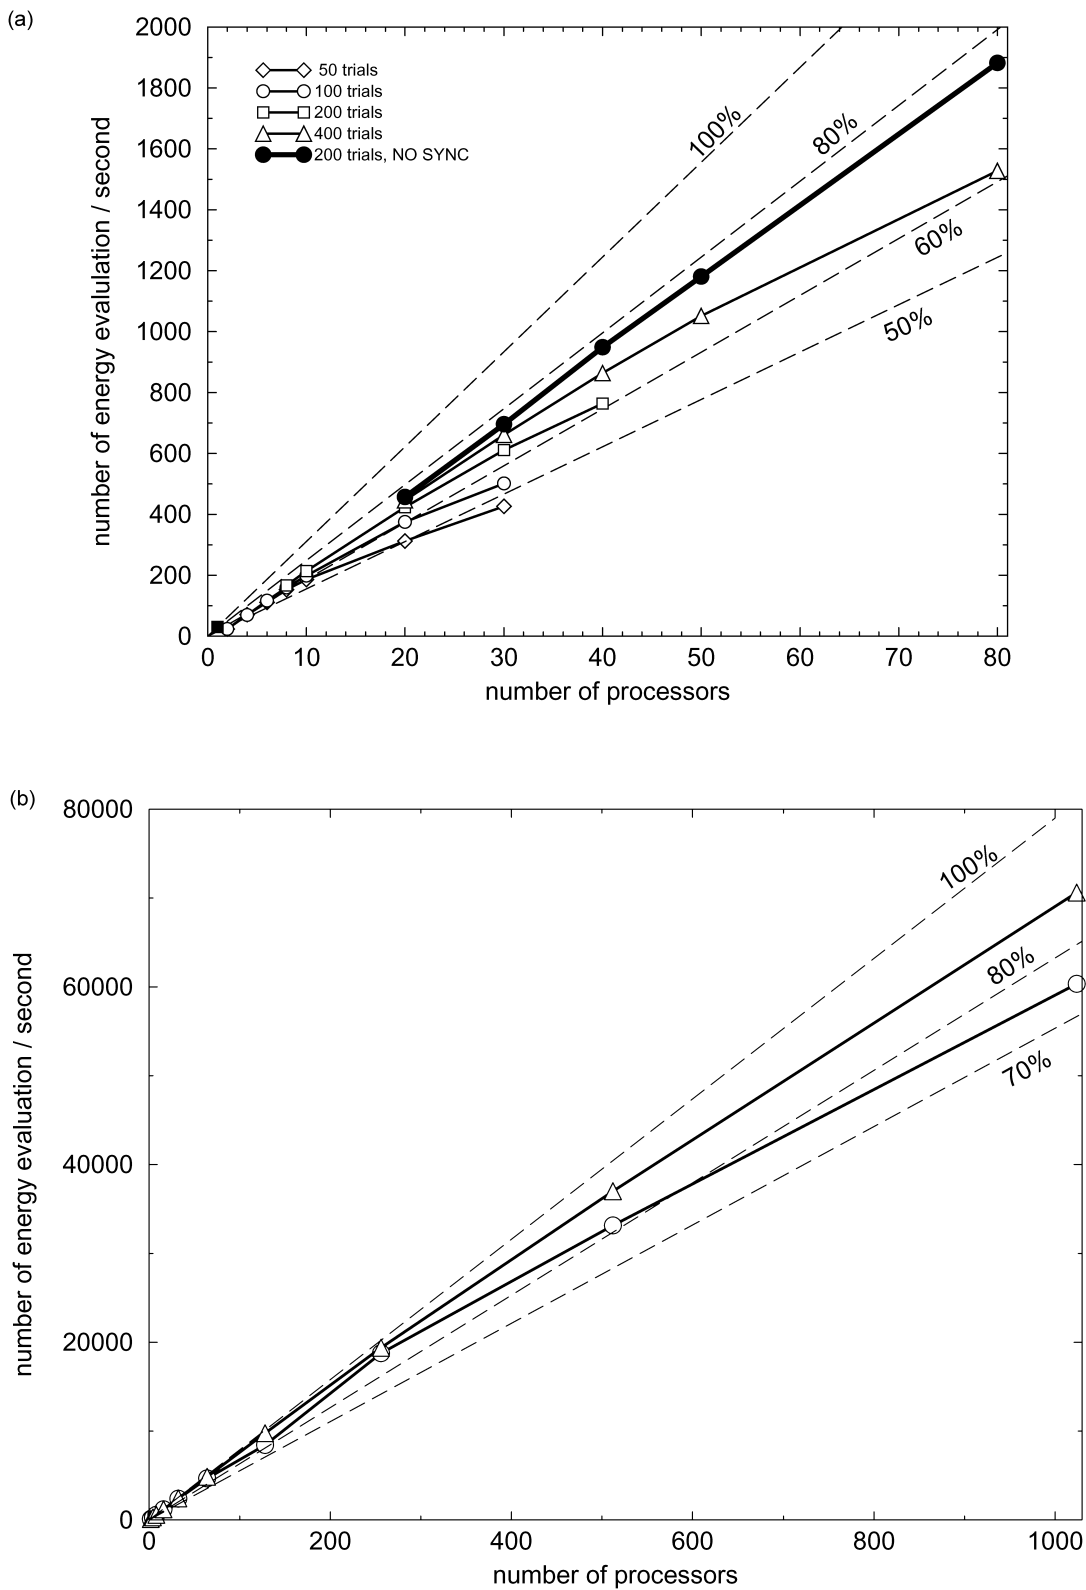 (a)
2000
1800
1600
1400
1200
1000
800
600
400
200
0
number of energy evalulation / second
50 trials
100 trials
200 trials
400 trials
200 trials, NO SYNC
100%
80%
60%
50%
0 10 20 30 40 50 60 70 80
number of processors
(b)
80000
60000
40000
20000
0
number of energy evaluation / second
100%
80%
70%
0 200 400 600 800 1000
number of processors